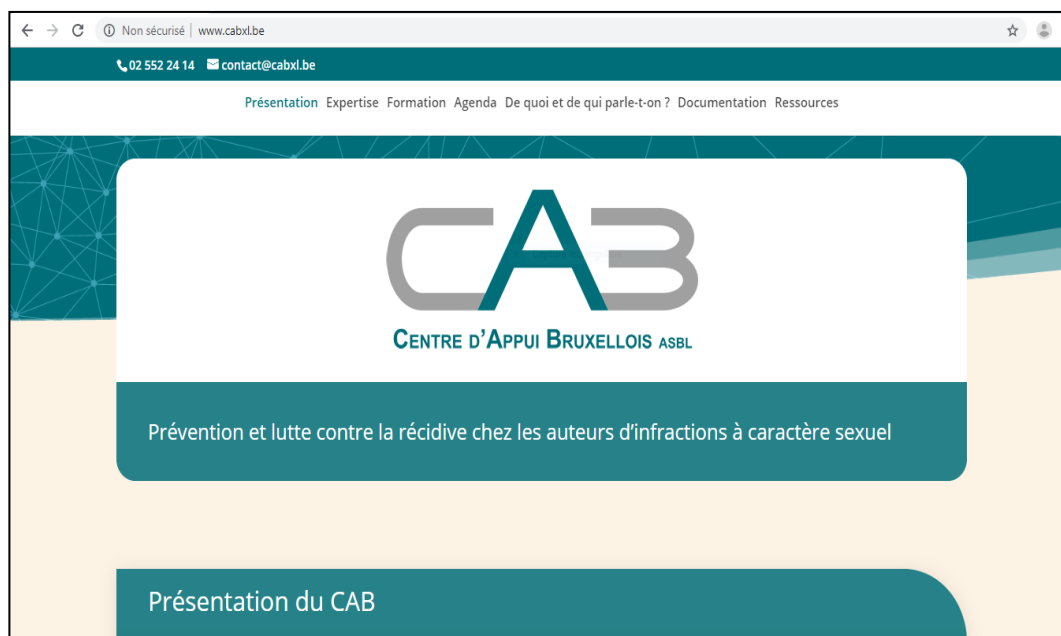 Non sécurisé | www.cabxl.be
02 552 24 14 contact@cabxl.be
Présentation Expertise Formation Agenda De quoi et de qui parle-t-on ? Documentation Ressources
CAB
CENTRE D'APPUI BRUXELLOIS ASBL
Prévention et lutte contre la récidive chez les auteurs d'infractions à caractère sexuel
Présentation du CAB